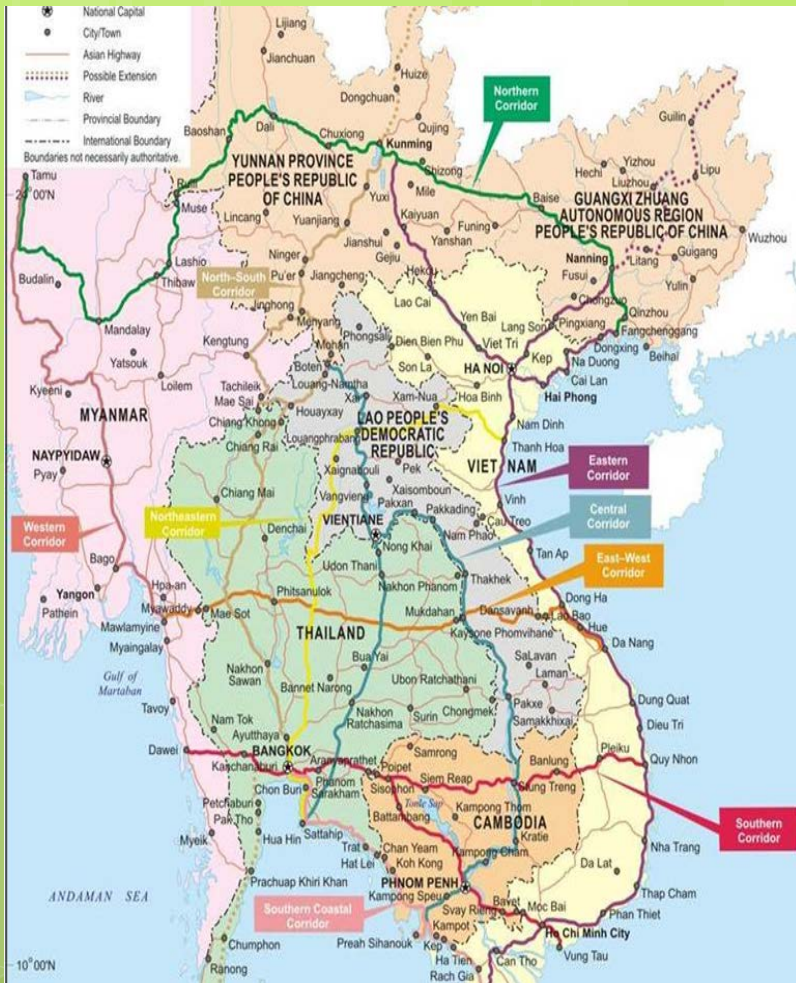 National Capital
City/Town
Asian Highway
Possible Extension
River
Provincial Boundary
International Boundary
Boundaries not necessarily authoritative.
Lijiang
Jianchuan
Huize
Dongchuan
Northern
Corridor
Guilin
Baoshan
Dali
Chuxiong
Qujing
Kunming
YUNNAN PROVINCE
PEOPLE'S REPUBLIC
OF CHINA
Shizong
Hechi
Yizhou
Liuzhou
Lipu
Tamu
00'N
Muse
Lincang
Yuanjiang
Yuxi
Mile
Kaiyuan
Baise
GUANGXI ZHUANG
AUTONOMOUS REGION
PEOPLE'S REPUBLIC OF CHINA
Wuzhou
Funing
Yanshan
Jianshui
Gejiu
Nanning
Litang
Guigang
Lashio
Thibaw
Budalin
Ninger
Pu'er
Jiangcheng
Hekou
Fusui
Yulin
North–South
Corridor
Jinghong
Lao Cai
Chongzuo
Qinzhou
Mandalay
Menyang
Phongsali
Yen Bai
Lang Son
Pingxiang
Fangchenggang
Kengtung
Mohan
Dien Bien Phu
Viet Tri
Dongxing
Beihai
Yatsouk
Boten
Son La
HA NOI
Kep
Na Duong
Kyeeni
Loilem
Tachileik
Louang-Namtha
Xam-Nua
Hoa Binh
Cai Lan
Hai Phong
MYANMAR
Mae Sai
Houayxay
Xai
Chiang Khong
LAO PEOPLE'S
DEMOCRATIC
REPUBLIC
Nam Dinh
Chiang Rai
Louangphrabang
Thanh Hoa
NAYPYIDAW
Pyay
Xaignabouli
Pek
VIET NAM
Eastern
Corridor
Chiang Mai
Vangvieng
Xaisomboun
Pakxan
Vinh
Western
Corridor
Northeastern
Corridor
Denchai
VIENTIANE
Pakkading
Cau Treo
Central
Corridor
Nam Phao
Nong Khai
Bago
Udon Thani
Tan Ap
East–West
Corridor
Hpa-an
Nakhon Phanom
Thakhek
Yangon
Pathein
Myawaddy
Mae Sot
Phitsanulok
Mukdahan
Dansavanh
Dong Ha
Lao Bao
Hue
Mawlamyine
Kaysone Phomvihane
Da Nang
Myaingalay
THAILAND
Gulf of
Martaban
Nakhon
Sawan
Bua Yai
SaLavan
Laman
Bannet Narong
Ubon Ratchathani
Tavoy
Pakxe
Dung Quat
Nam Tok
Nakhon
Ratchasima
Surin
Chongmek
Samakkhixai
Dieu Tri
Ayutthaya
Dawei
BANGKOK
Samrong
Banlung
Pleiku
Quy Nhon
Kanchanaburi
Aranyaprathet
Poipet
Chon Buri
Phanom
Sarakham
Sisophon
Siem Reap
Stung Treng
Petchaburi
Tonle Sap
Kampong Thom
Pak Tho
Battambang
CAMBODIA
Southern
Corridor
Myeik
Hua Hin
Sattahip
Kratie
Trat
Chan Yeam
Nha Trang
Hat Lei
Koh Kong
Kampong Cham
Da Lat
Prachuap Khiri Khan
PHNOM PENH
ANDAMAN SEA
Kampong Speu
Bavet
Moc Bai
Thap Cham
Southern Coastal
Corridor
Svay Rieng
Phan Thiet
Kampot
Ho Chi Minh City
Chumphon
Preah Sihanouk
Kep
Vung Tau
10°00'N
Ha Tien
Can Tho
Ranong
Rach Gia